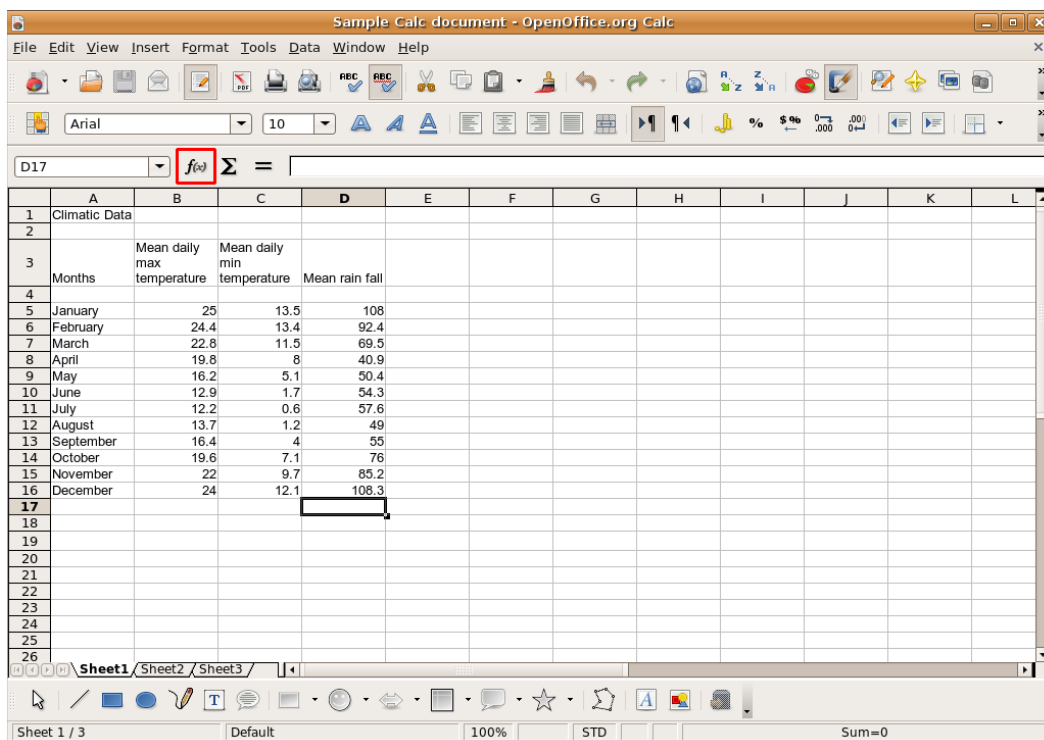 Sample Calc document - OpenOffice.org Calc
File Edit View Insert Format Tools Data Window Help
Arial 10
D17 f(x) Σ =
A B C D E F G H I J K L
1 Climatic Data
2
3 Months Mean daily max temperature Mean daily min temperature Mean rain fall
4
5 January 25 13.5 108
6 February 24.4 13.4 92.4
7 March 22.8 11.5 69.5
8 April 19.8 8 40.9
9 May 16.2 5.1 50.4
10 June 12.9 1.7 54.3
11 July 12.2 0.6 57.6
12 August 13.7 1.2 49
13 September 16.4 4 55
14 October 19.6 7.1 76
15 November 22 9.7 85.2
16 December 24 12.1 108.3
17
18
19
20
21
22
23
24
25
26
Sheet1 Sheet2 Sheet3
Sheet 1 / 3 Default 100% STD Sum=0